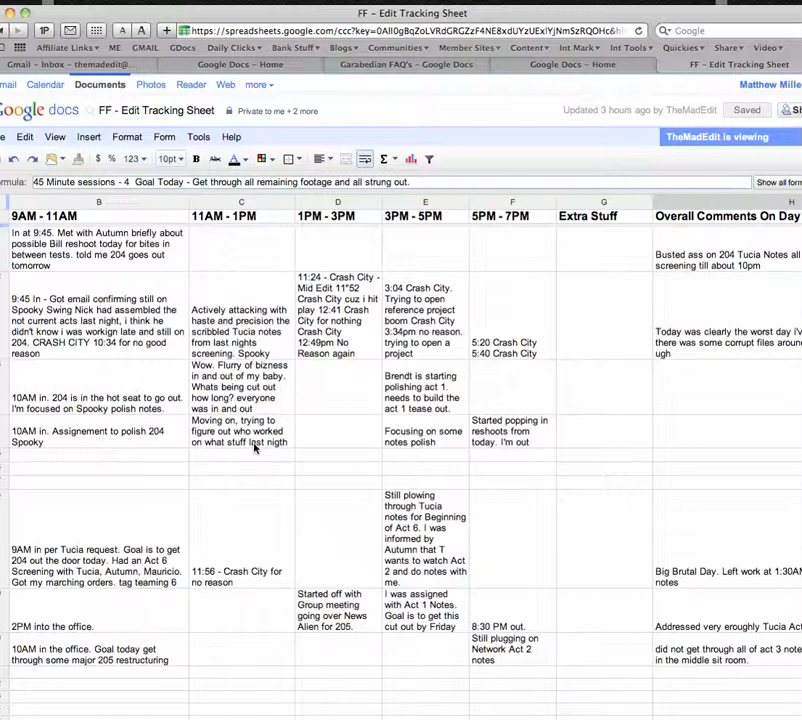 FF - Edit Tracking Sheet
1P A A https://spreadsheets.google.com/ccc?key=0AII0gBqZoLVRdGRGZzF4NE8xdUYzUExIYjNmSzRQOHc&hl Google
Affiliate Links ME GMAIL GDocs Daily Clicks Bank Stuff Blogs Communities Member Sites Content Int Mark Int Tools Quickies Share Video
Gmail - Inbox - themadedit@... Google Docs - Home Garabedian FAQ's - Google Docs Google Docs - Home FF - Edit Tracking Sheet
mail Calendar Documents Photos Reader Web more Matthew Mille
Google docs FF - Edit Tracking Sheet Private to me + 2 more Updated 3 hours ago by TheMadEdit Saved Sh
Edit View Insert Format Form Tools Help TheMadEdit is viewing
$ % 123 10pt B Abc A Σ
ormula: 45 Minute sessions - 4 Goal Today - Get through all remaining footage and all strung out. Show all form
B C D E F G H
9AM - 11AM 11AM - 1PM 1PM - 3PM 3PM - 5PM 5PM - 7PM Extra Stuff Overall Comments On Day
In at 9:45. Met with Autumn briefly about
possible Bill reshoot today for bites in
between tests. told me 204 goes out
tomorrow
Busted ass on 204 Tucia Notes all
screening till about 10pm
9:45 In - Got email confirming still on
Spooky Swing Nick had assembled the
not current acts last night, i think he
didn't know i was workign late and still on
204. CRASH CITY 10:34 for no good
reason
Actively attacking with
haste and precision the
scribbled Tucia notes
from last nights
screening. Spooky
11:24 - Crash City -
Mid Edit 11"52
Crash City cuz i hit
play 12:41 Crash
City for nothing
Crash City
12:49pm No
Reason again
3:04 Crash City.
Trying to open
reference project
boom Crash City
3:34pm no reason.
trying to open a
project
5:20 Crash City
5:40 Crash City
Today was clearly the worst day i'v
there was some corrupt files aroun
ugh
10AM in. 204 is in the hot seat to go out.
I'm focused on Spooky polish notes.
Wow. Flurry of bizness
in and out of my baby.
Whats being cut out
how long? everyone
was in and out
Brendt is starting
polishing act 1.
needs to build the
act 1 tease out.
10AM in. Assignement to polish 204
Spooky
Moving on, trying to
figure out who worked
on what stuff last nigth
Focusing on some
notes polish
Started popping in
reshoots from
today. I'm out
9AM in per Tucia request. Goal is to get
204 out the door today. Had an Act 6
Screening with Tucia, Autumn, Mauricio.
Got my marching orders. tag teaming 6
11:56 - Crash City for
no reason
Still plowing
through Tucia
notes for Beginning
of Act 6. I was
informed by
Autumn that T
wants to watch Act
2 and do notes with
me.
Big Brutal Day. Left work at 1:30A
notes
2PM into the office.
Started off with
Group meeting
going over News
Alien for 205.
I was assigned
with Act 1 Notes.
Goal is to get this
cut out by Friday
8:30 PM out.
Addressed very eroughly Tucia Act
10AM in the office. Goal today get
through some major 205 restructuring
Still plugging on
Network Act 2
notes
did not get through all of act 3 note
in the middle sit room.